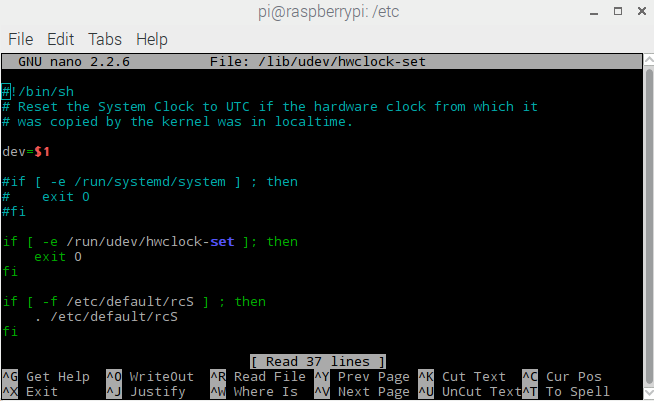 pi@raspberrypi: /etc
File Edit Tabs Help
GNU nano 2.2.6 File: /lib/udev/hwclock-set
#!/bin/sh
# Reset the System Clock to UTC if the hardware clock from which it
# was copied by the kernel was in localtime.
dev=$1
#if [ -e /run/systemd/system ] ; then
#    exit 0
#fi
if [ -e /run/udev/hwclock-set ]; then
    exit 0
fi
if [ -f /etc/default/rcS ] ; then
    . /etc/default/rcS
fi
[ Read 37 lines ]
^G Get Help ^O WriteOut ^R Read File ^Y Prev Page ^K Cut Text ^C Cur Pos
^X Exit ^J Justify ^W Where Is ^V Next Page ^U UnCut Text ^T To Spell